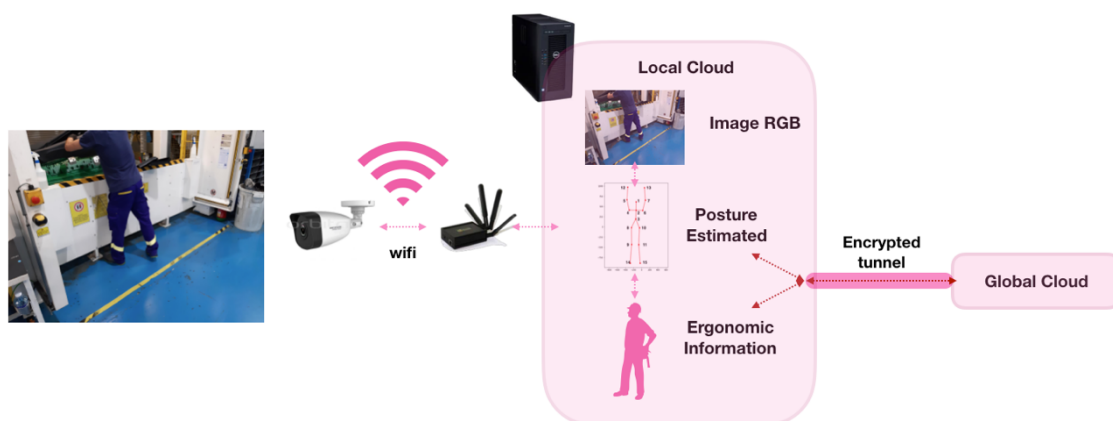 Local Cloud
Image RGB
Posture
Estimated
wifi
Encrypted
tunnel
Global Cloud
Ergonomic
Information